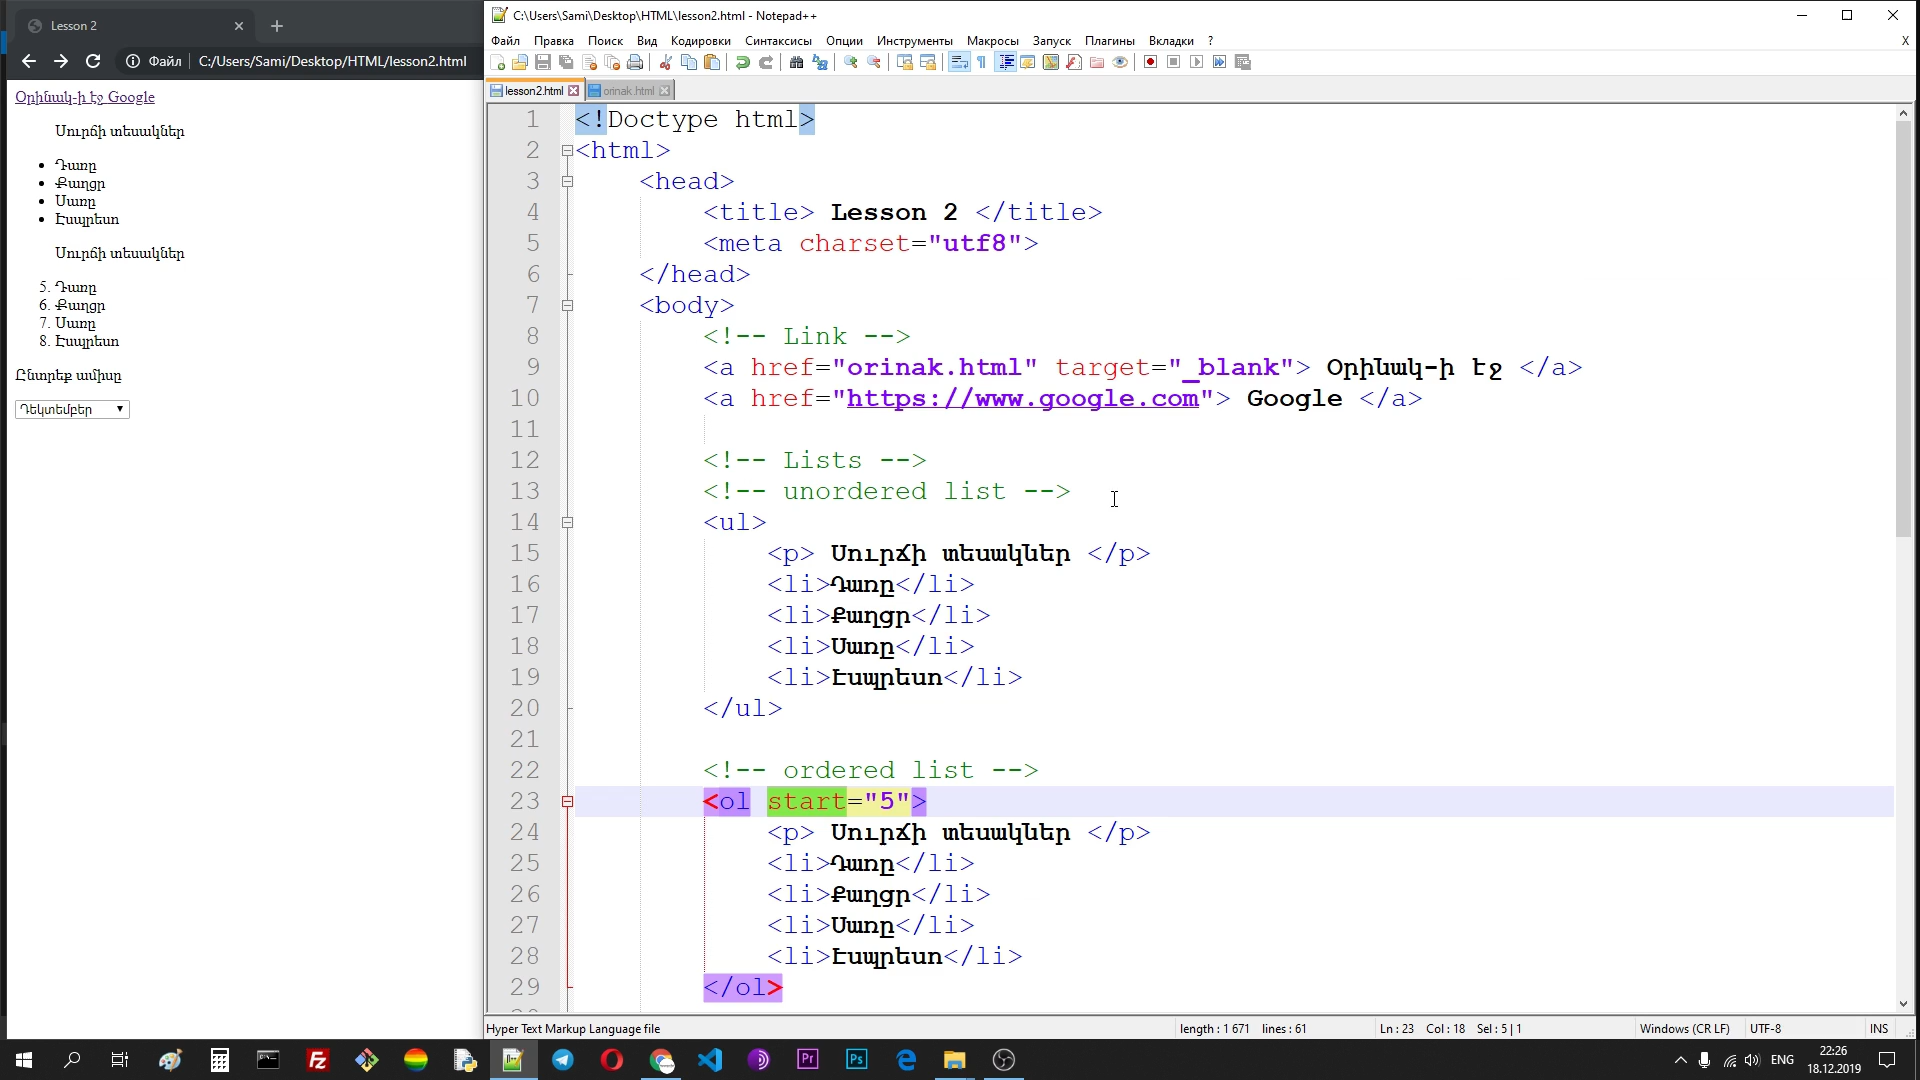 Lesson 2
Файл
C:/Users/Sami/Desktop/HTML/lesson2.html
Օրինակ-ի էջ Google
Սուրճի տեսակներ
Դառը
Քաղցր
Սառը
Էսպրեսո
Սուրճի տեսակներ
5. Դառը
6. Քաղցր
7. Սառը
8. Էսպրեսո
Ընտրեք ամիսը
Դեկտեմբեր
C:\Users\Sami\Desktop\HTML\lesson2.html - Notepad++
Файл Правка Поиск Вид Кодировки Синтаксисы Опции Инструменты Макросы Запуск Плагины Вкладки ? X
lesson2.html orinak.html
1 <!Doctype html>
2 <html>
3 <head>
4 <title> Lesson 2 </title>
5 <meta charset="utf8">
6 </head>
7 <body>
8 <!-- Link -->
9 <a href="orinak.html" target="_blank"> Օրինակ-ի էջ </a>
10 <a href="https://www.google.com"> Google </a>
11
12 <!-- Lists -->
13 <!-- unordered list -->
14 <ul>
15 <p> Սուրճի տեսակներ </p>
16 <li>Դառը</li>
17 <li>Քաղցր</li>
18 <li>Սառը</li>
19 <li>Էսպրեսո</li>
20 </ul>
21
22 <!-- ordered list -->
23 <ol start="5">
24 <p> Սուրճի տեսակներ </p>
25 <li>Դառը</li>
26 <li>Քաղցր</li>
27 <li>Սառը</li>
28 <li>Էսպրեսո</li>
29 </ol>
Hyper Text Markup Language file length : 1 671 lines : 61 Ln : 23 Col : 18 Sel : 5 | 1 Windows (CR LF) UTF-8 INS
Fz Pr Ps ENG
22:26
18.12.2019